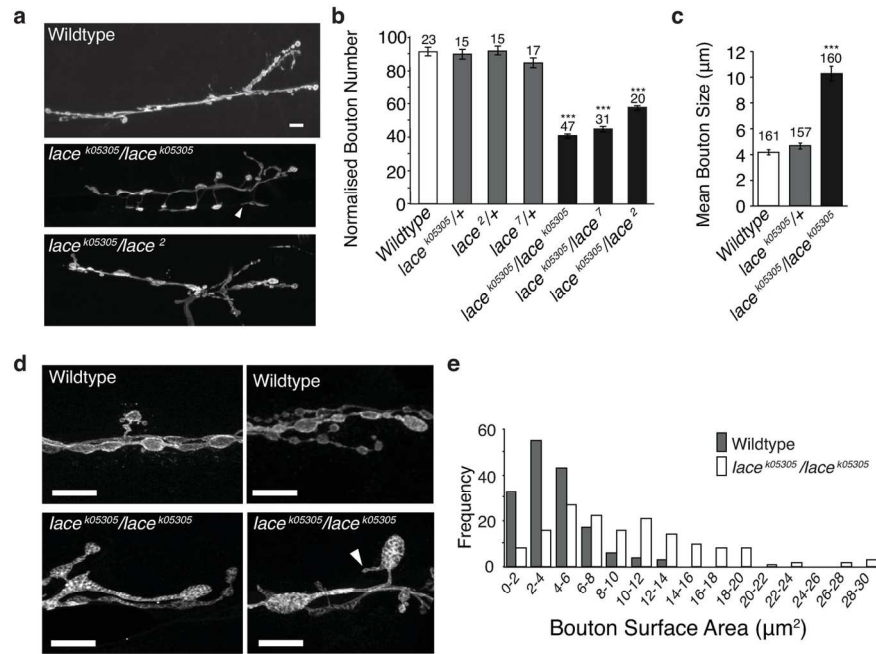 a
Wildtype
lace k05305/lace k05305
lace k05305/lace 2
b
Normalised Bouton Number
120
100
80
60
40
20
0
23
15
15
17
***
47
***
31
***
20
Wildtype
lace k05305/+
lace 2/+
lace 7/+
lace k05305/lace k05305
lace k05305/lace 7
lace k05305/lace 2
c
Mean Bouton Size (µm)
12
10
8
6
4
2
0
161
157
***
160
Wildtype
lace k05305/+
lace k05305/lace k05305
d
Wildtype
Wildtype
lace k05305/lace k05305
lace k05305/lace k05305
e
Frequency
60
40
20
0
Wildtype
lace k05305/lace k05305
0-2
2-4
4-6
6-8
8-10
10-12
12-14
14-16
16-18
18-20
20-22
22-24
24-26
26-28
28-30
Bouton Surface Area (µm²)